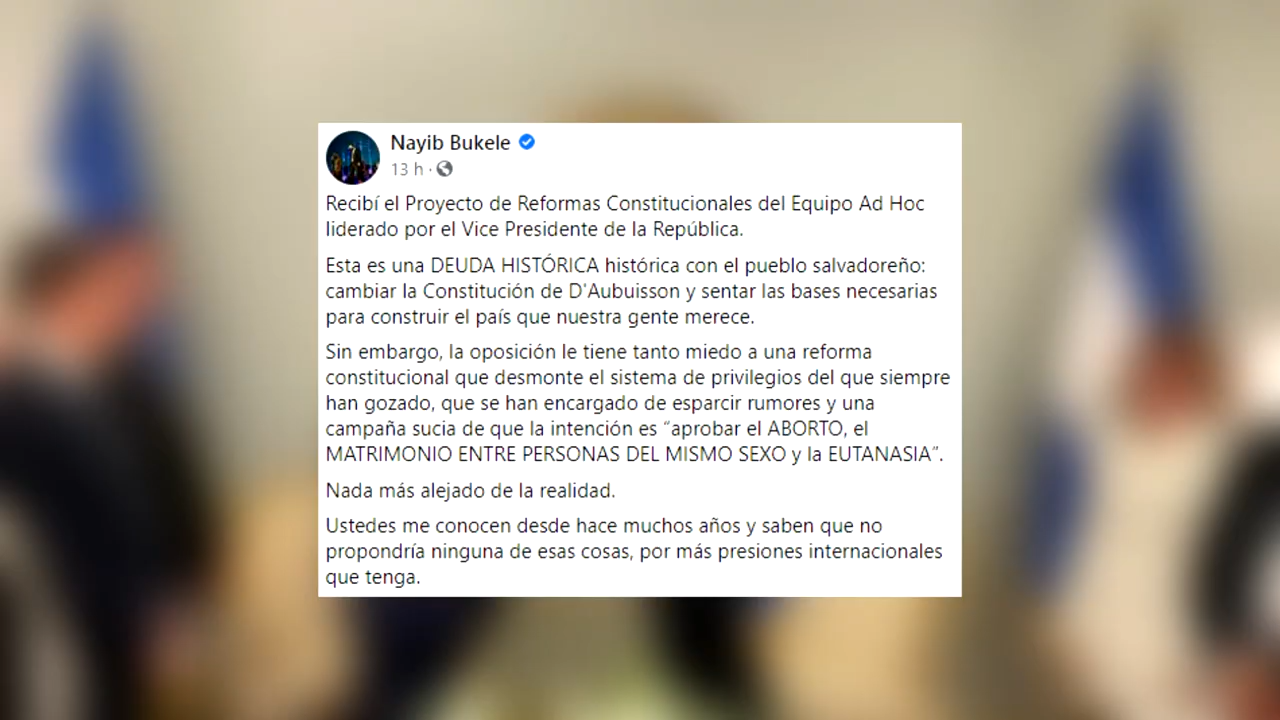 Nayib Bukele
13 h ·
Recibí el Proyecto de Reformas Constitucionales del Equipo Ad Hoc
liderado por el Vice Presidente de la República.
Esta es una DEUDA HISTÓRICA histórica con el pueblo salvadoreño:
cambiar la Constitución de D'Aubuisson y sentar las bases necesarias
para construir el país que nuestra gente merece.
Sin embargo, la oposición le tiene tanto miedo a una reforma
constitucional que desmonte el sistema de privilegios del que siempre
han gozado, que se han encargado de esparcir rumores y una
campaña sucia de que la intención es “aprobar el ABORTO, el
MATRIMONIO ENTRE PERSONAS DEL MISMO SEXO y la EUTANASIA”.
Nada más alejado de la realidad.
Ustedes me conocen desde hace muchos años y saben que no
propondría ninguna de esas cosas, por más presiones internacionales
que tenga.